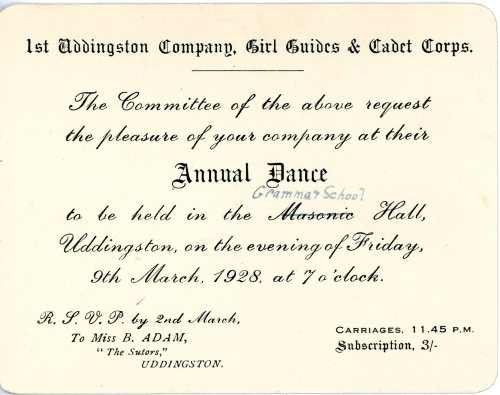 1st Uddingston Company, Girl Guides & Cadet Corps.
The Committee of the above request
the pleasure of your company at their
Annual Dance
Grammar School
to be held in the Masonic Hall,
Uddingston, on the evening of Friday,
9th March, 1928, at 7 o'clock.
R. S. V. P. by 2nd March,
To Miss B. ADAM,
"The Sutors,"
UDDINGSTON.
CARRIAGES, 11.45 P.M.
Subscription, 3/-